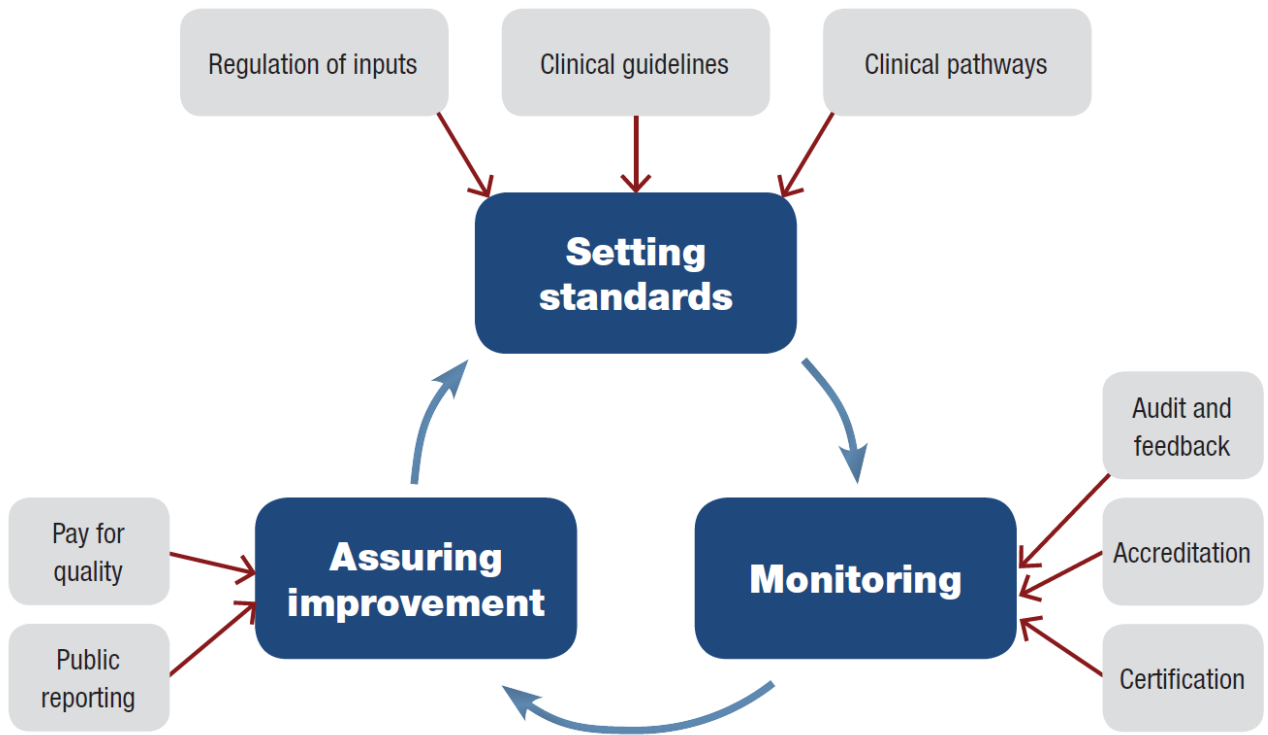 Regulation of inputs
Clinical guidelines
Clinical pathways
Setting
standards
Audit and
feedback
Accreditation
Certification
Monitoring
Assuring
improvement
Pay for
quality
Public
reporting